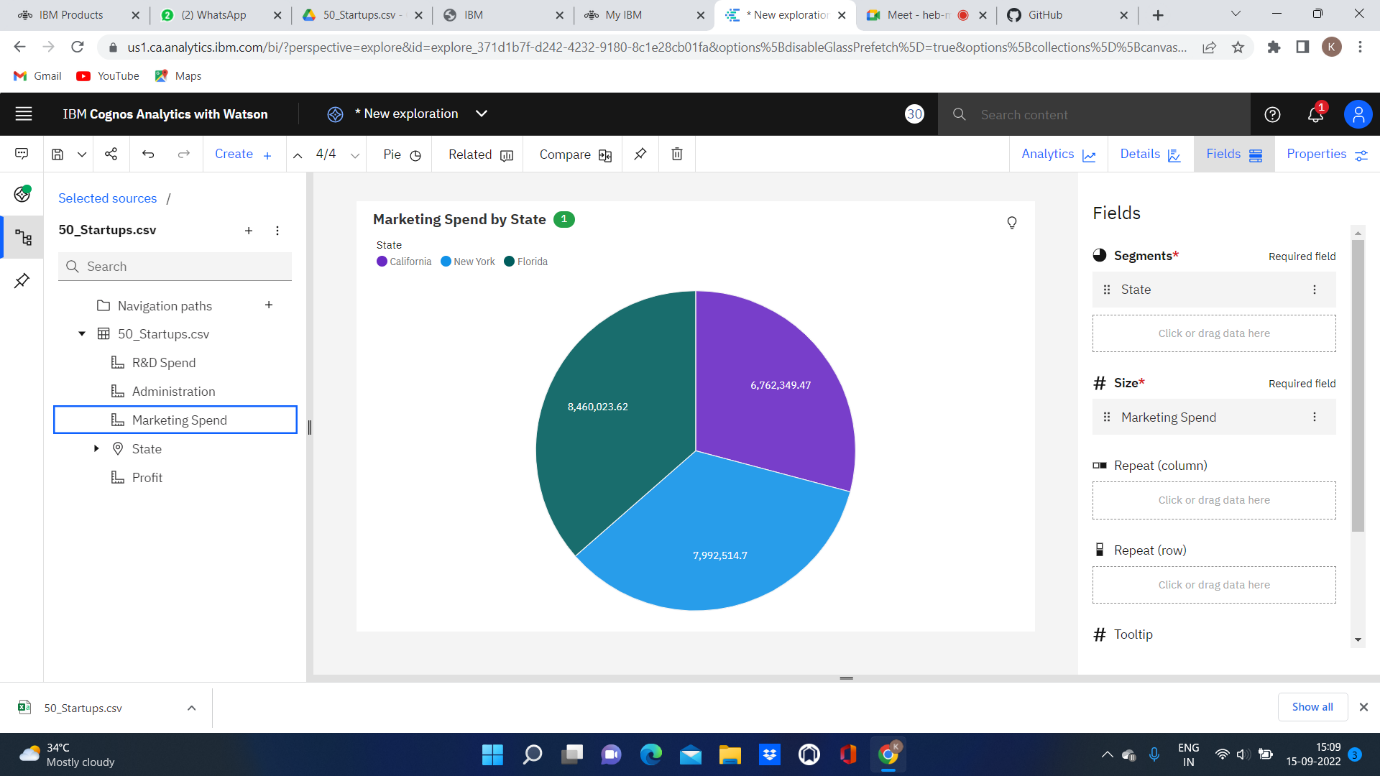 IBM Products
(2) WhatsApp
50_Startups.csv -
IBM
My IBM
* New exploration
Meet - heb-n
GitHub
us1.ca.analytics.ibm.com/bi/?perspective=explore&id=explore_371d1b7f-d242-4232-9180-8c1e28cb01fa&options%5BdisableGlassPrefetch%5D=true&options%5Bcollections%5D%5Bcanvas...
K
Gmail
YouTube
Maps
IBM Cognos Analytics with Watson
* New exploration
30
Search content
1
Create +
4/4
Pie
Related
Compare
Analytics
Details
Fields
Properties
Selected sources /
50_Startups.csv
Search
Navigation paths
50_Startups.csv
R&D Spend
Administration
Marketing Spend
State
Profit
Marketing Spend by State 1
State
California New York Florida
6,762,349.47
8,460,023.62
7,992,514.7
Fields
Segments* Required field
State
Click or drag data here
# Size* Required field
Marketing Spend
Repeat (column)
Click or drag data here
Repeat (row)
Click or drag data here
# Tooltip
50_Startups.csv
Show all
34°C
Mostly cloudy
K
ENG
IN
15:09
15-09-2022
3